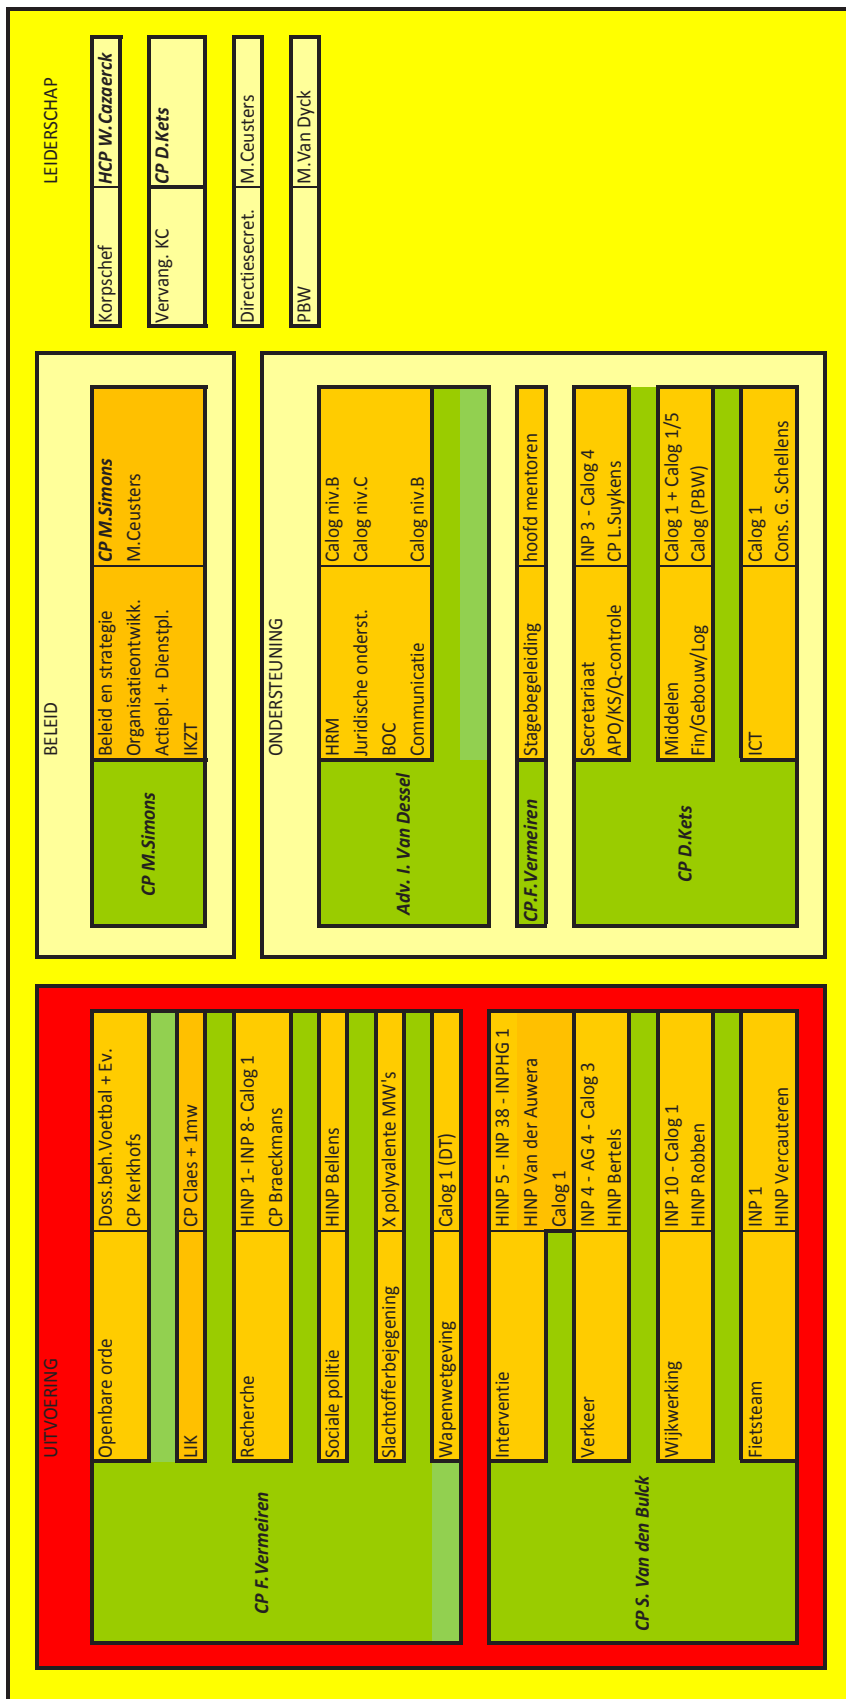 LEIDERSCHAP
Korpschef HCP W.Cazaerck
Vervang. KC CP D.Kets
Directiesecret. M.Ceusters
PBW M.Van Dyck
BELEID
CP M.Simons
Beleid en strategie CP M.Simons
Organisatieontwikk. M.Ceusters
Actiepl. + Dienstpl.
IKZT
ONDERSTEUNING
Adv. I. Van Dessel
HRM Calog niv.B
Juridische onderst. Calog niv.C
BOC
Communicatie Calog niv.B
CP.F.Vermeiren Stagebegeleiding hoofd mentoren
CP D.Kets
Secretariaat INP 3 - Calog 4
APO/KS/Q-controle CP L.Suykens
Middelen Calog 1 + Calog 1/5
Fin/Gebouw/Log Calog (PBW)
ICT Calog 1
Cons. G. Schellens
UITVOERING
CP F.Vermeiren
Openbare orde Doss.beh.Voetbal + Ev.
CP Kerkhofs
LIK CP Claes + 1mw
Recherche HINP 1- INP 8- Calog 1
CP Braeckmans
Sociale politie HINP Bellens
Slachtofferbejegening X polyvalente MW's
Wapenwetgeving Calog 1 (DT)
CP S. Van den Bulck
Interventie HINP 5 - INP 38 - INPHG 1
HINP Van der Auwera
Calog 1
Verkeer INP 4 - AG 4 - Calog 3
HINP Bertels
Wijkwerking INP 10 - Calog 1
HINP Robben
Fietsteam INP 1
HINP Vercauteren